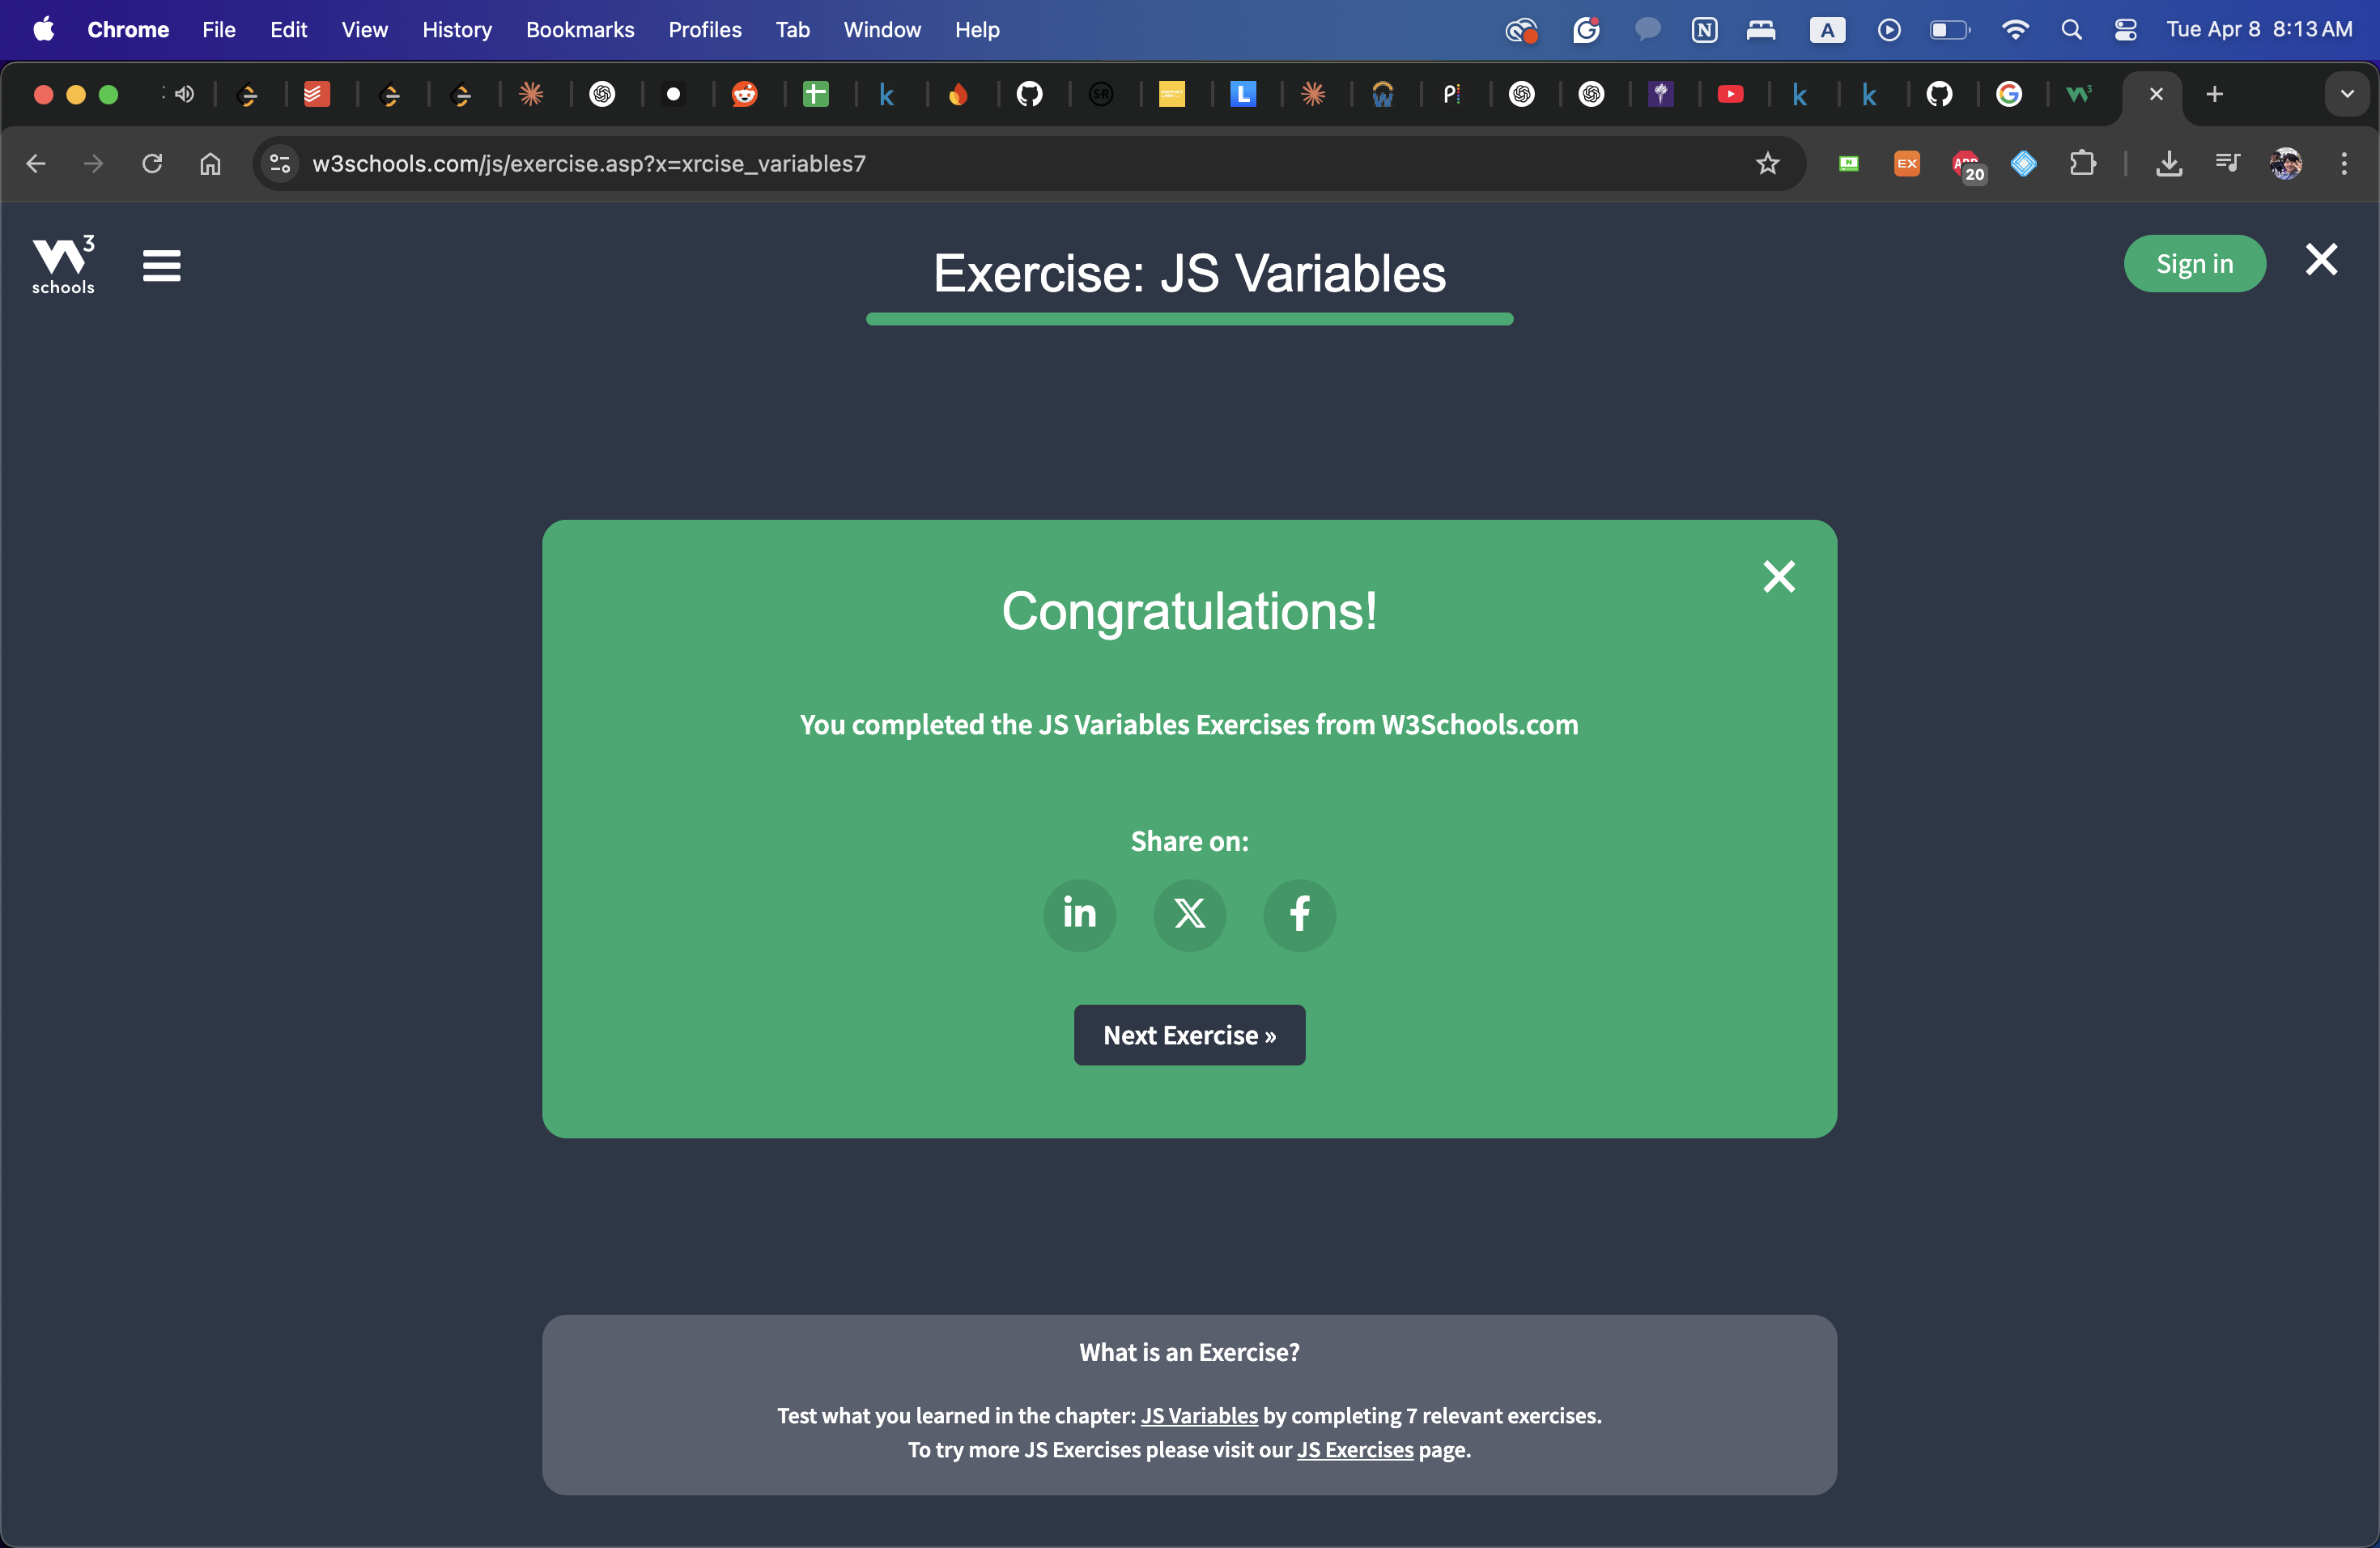 Chrome File Edit View History Bookmarks Profiles Tab Window Help
N A Tue Apr 8 8:13 AM
w3schools.com/js/exercise.asp?x=xrcise_variables7
EX 20
W3 schools
Exercise: JS Variables
Sign in
Congratulations!
You completed the JS Variables Exercises from W3Schools.com
Share on:
in X f
Next Exercise »
What is an Exercise?
Test what you learned in the chapter: JS Variables by completing 7 relevant exercises.
To try more JS Exercises please visit our JS Exercises page.